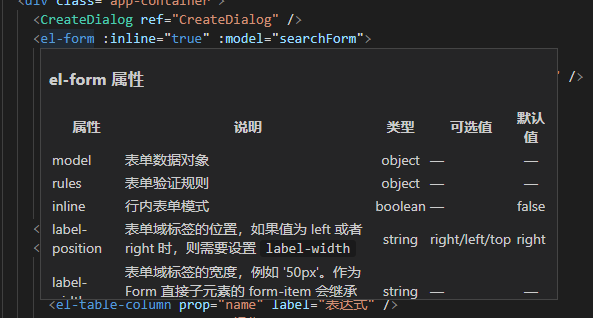 <div class="app-container">
<CreateDialog ref="CreateDialog" />
<el-form :inline="true" :model="searchForm">
/>
el-form 属性
属性 说明 类型 可选值 默认值
model 表单数据对象 object — —
rules 表单验证规则 object — —
inline 行内表单模式 boolean — false
label-position 表单域标签的位置，如果值为 left 或者
right 时，则需要设置 label-width string right/left/top right
label- 表单域标签的宽度，例如 '50px'。作为
Form 直接子元素的 form-item 会继承 string — —
<el-table-column prop="name" label="表达式" />